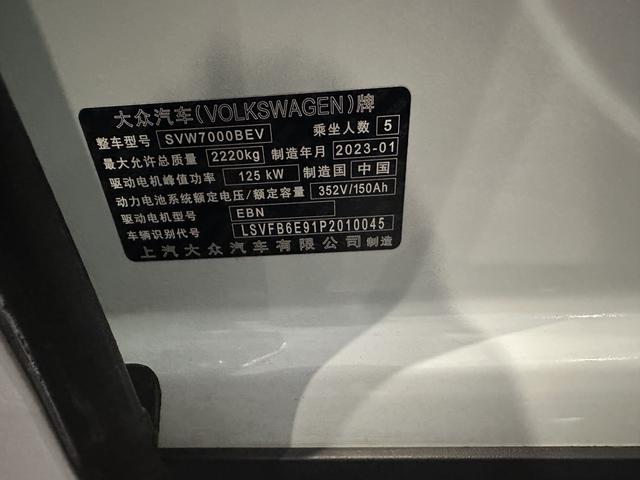 大众汽车(VOLKSWAGEN)牌
整车型号 SVW7000BEV 乘坐人数 5
最大允许总质量 2220kg 制造年月 2023-01
驱动电机峰值功率 125 kW 制造国 中国
动力电池系统额定电压/额定容量 352V/150Ah
驱动电机型号 EBN
车辆识别代号 LSVFB6E91P2010045
上汽大众汽车有限公司 制造